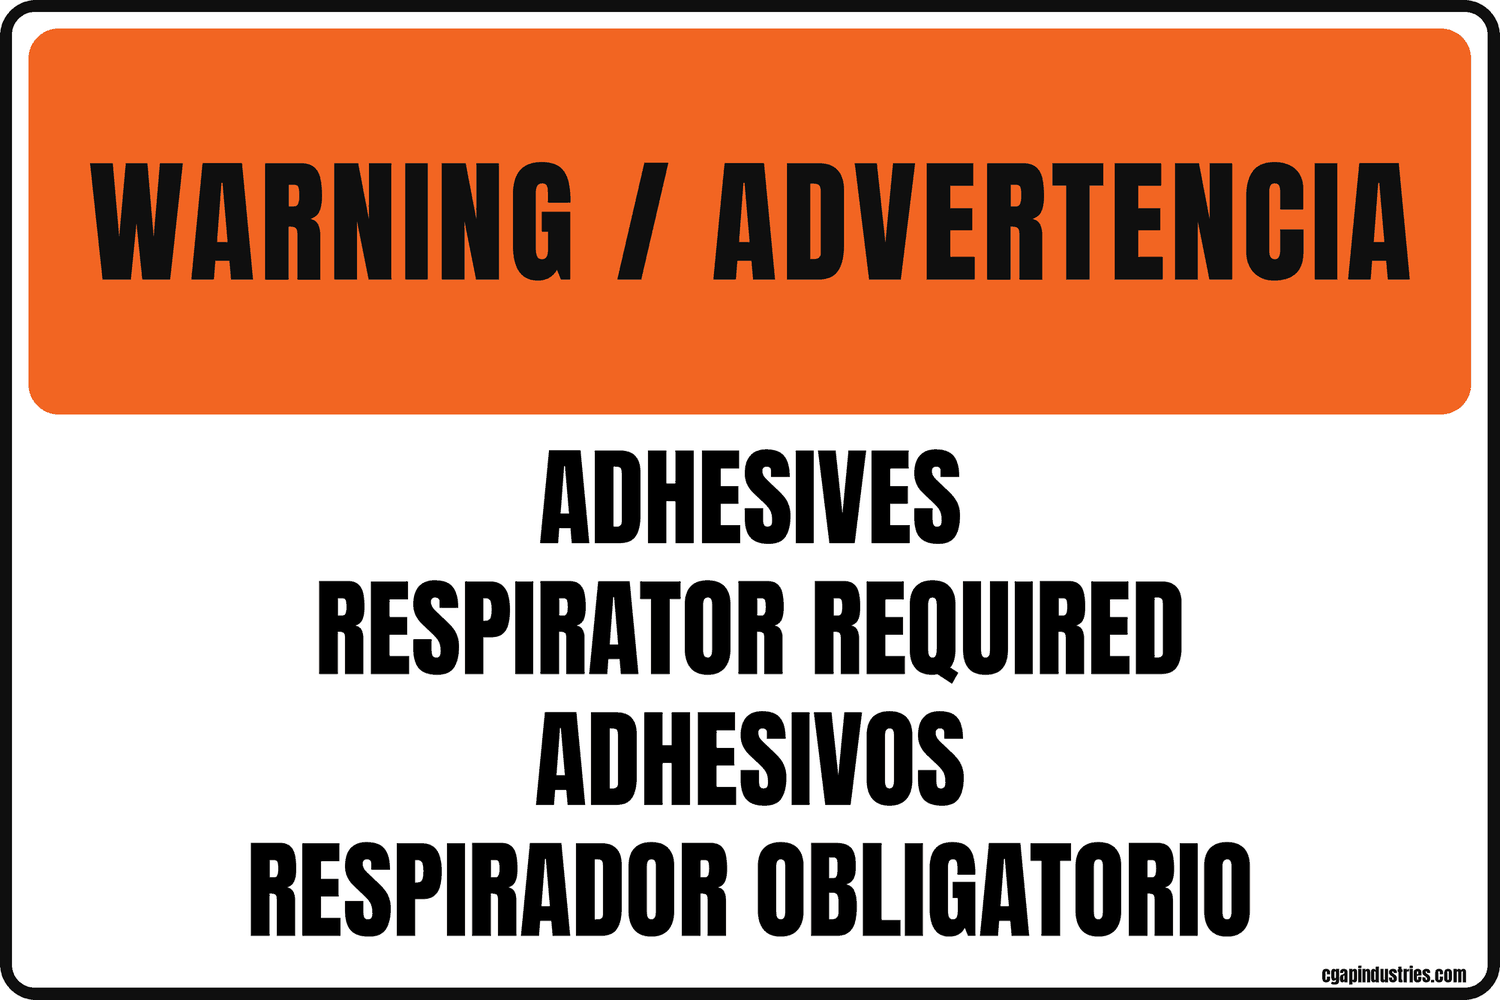 WARNING / ADVERTENCIA
ADHESIVES
RESPIRATOR REQUIRED
ADHESIVOS
RESPIRADOR OBLIGATORIO
cgapindustries.com